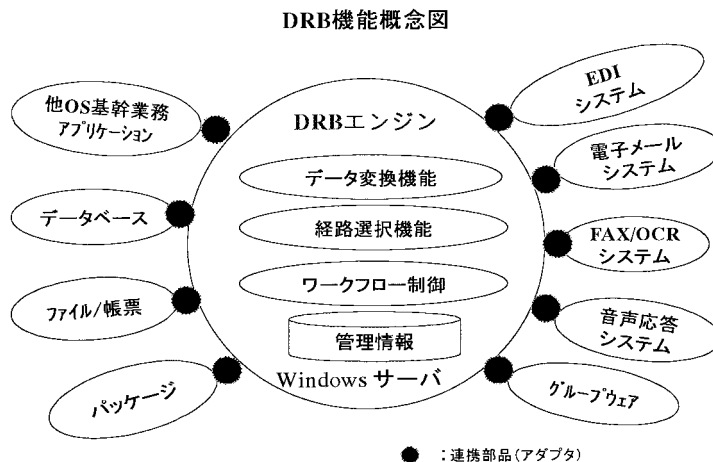 DRB機能概念図
他OS基幹業務
アプリケーション
データベース
ファイル/帳票
パッケージ
DRBエンジン
データ変換機能
経路選択機能
ワークフロー制御
管理情報
Windows サーバ
EDI
システム
電子メール
システム
FAX/OCR
システム
音声応答
システム
グループウェア
:連携部品(アダプタ)